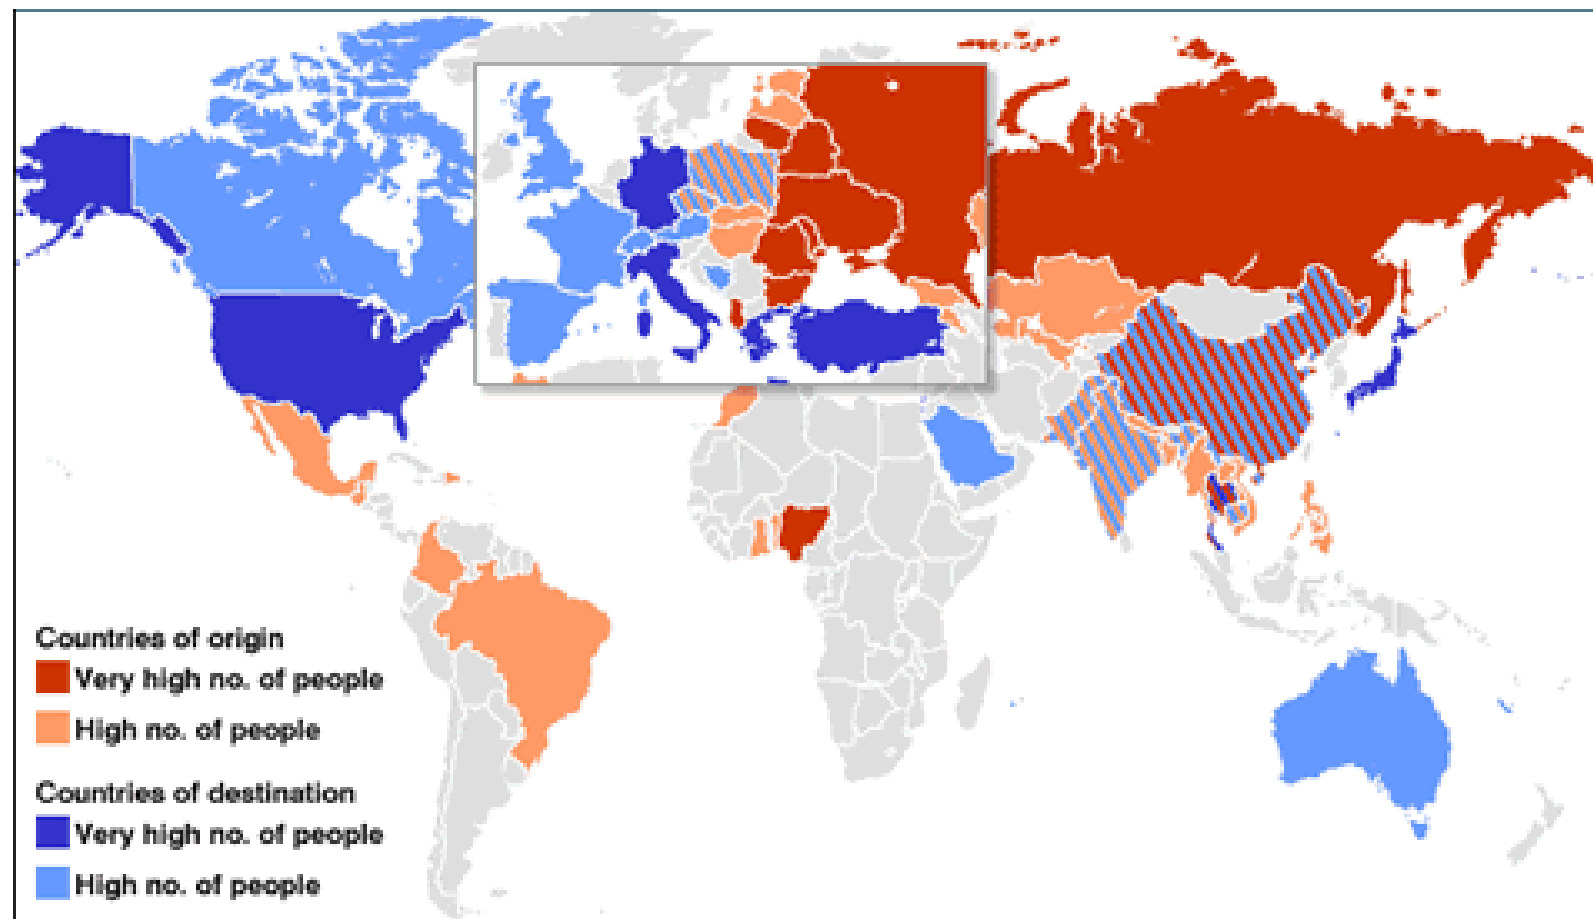 Countries of origin
Very high no. of people
High no. of people
Countries of destination
Very high no. of people
High no. of people